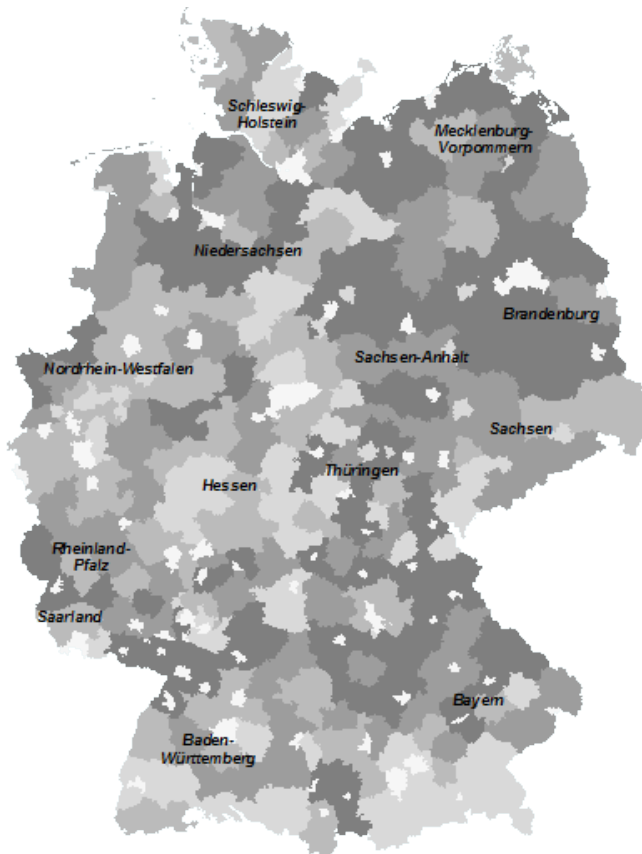 Schleswig-
Holstein
Mecklenburg-
Vorpommern
Niedersachsen
Brandenburg
Sachsen-Anhalt
Nordrhein-Westfalen
Sachsen
Thüringen
Hessen
Rheinland-
Pfalz
Saarland
Bayern
Baden-
Württemberg